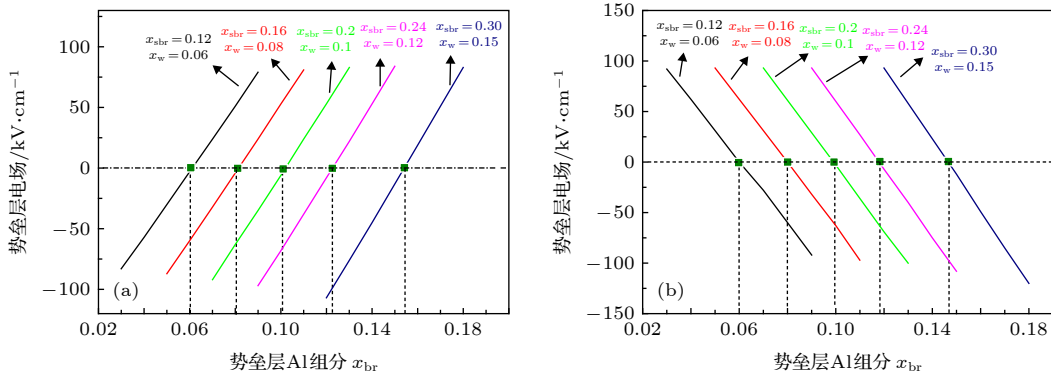 x_sbr=0.12
x_w=0.06
x_sbr=0.16
x_w=0.08
x_sbr=0.2
x_w=0.1
x_sbr=0.24
x_w=0.12
x_sbr=0.30
x_w=0.15
100
50
0
−50
−100
势垒层电场/kV·cm⁻¹
(a)
0.02 0.06 0.10 0.14 0.18
势垒层Al组分 x_br
x_sbr=0.12
x_w=0.06
x_sbr=0.16
x_w=0.08
x_sbr=0.2
x_w=0.1
x_sbr=0.24
x_w=0.12
x_sbr=0.30
x_w=0.15
150
100
50
0
−50
−100
−150
势垒层电场/kV·cm⁻¹
(b)
0.02 0.06 0.10 0.14 0.18
势垒层Al组分 x_br